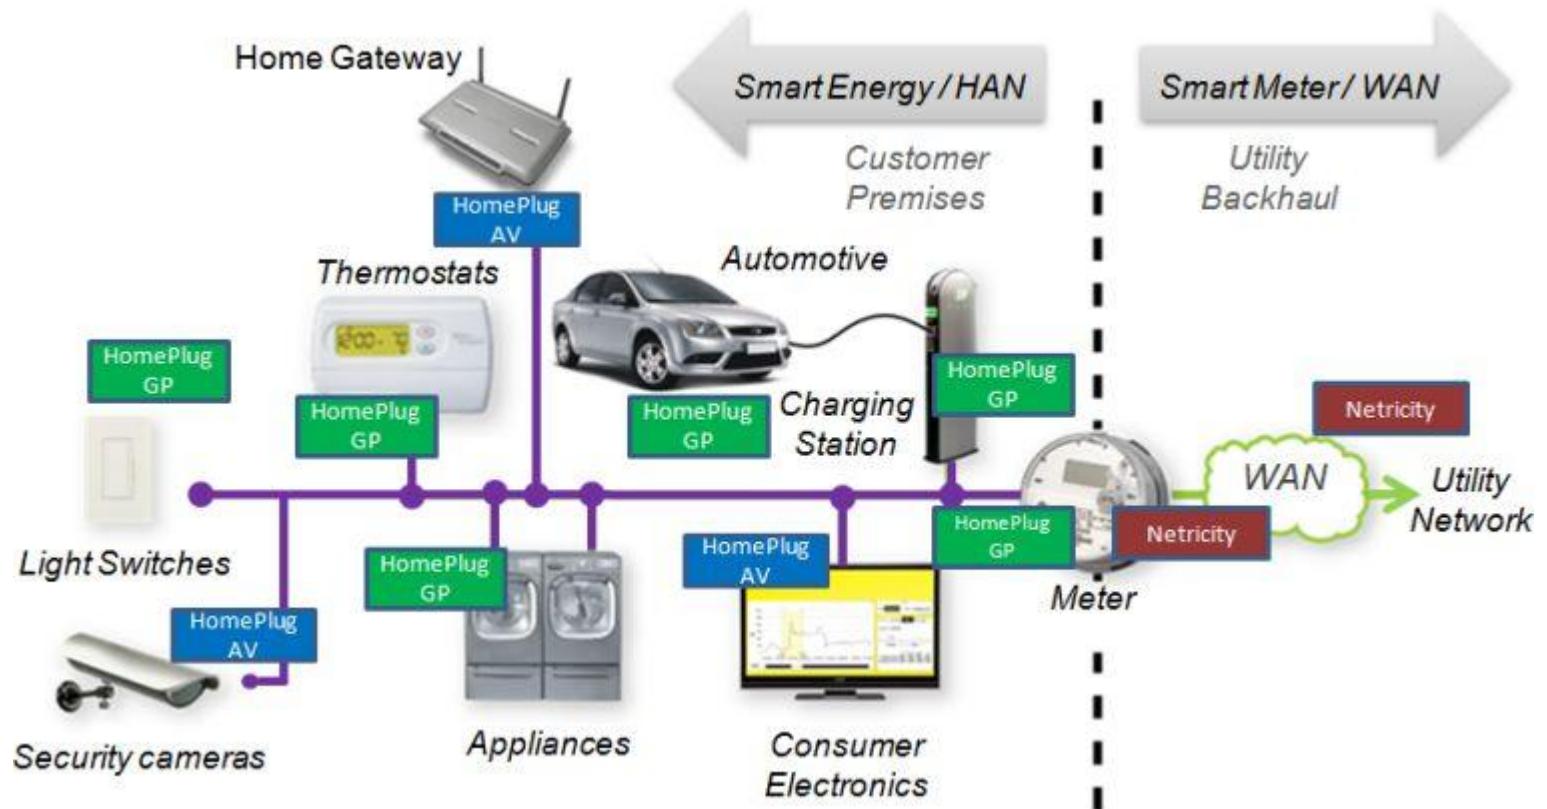 Home Gateway
Smart Energy / HAN
Smart Meter / WAN
Customer
Premises
Utility
Backhaul
HomePlug
AV
Thermostats
Automotive
HomePlug
GP
HomePlug
GP
HomePlug
GP
Charging
Station
HomePlug
GP
Netricity
WAN
Utility
Network
Light Switches
HomePlug
GP
HomePlug
AV
HomePlug
GP
Netricity
Meter
HomePlug
AV
Security cameras
Appliances
Consumer
Electronics